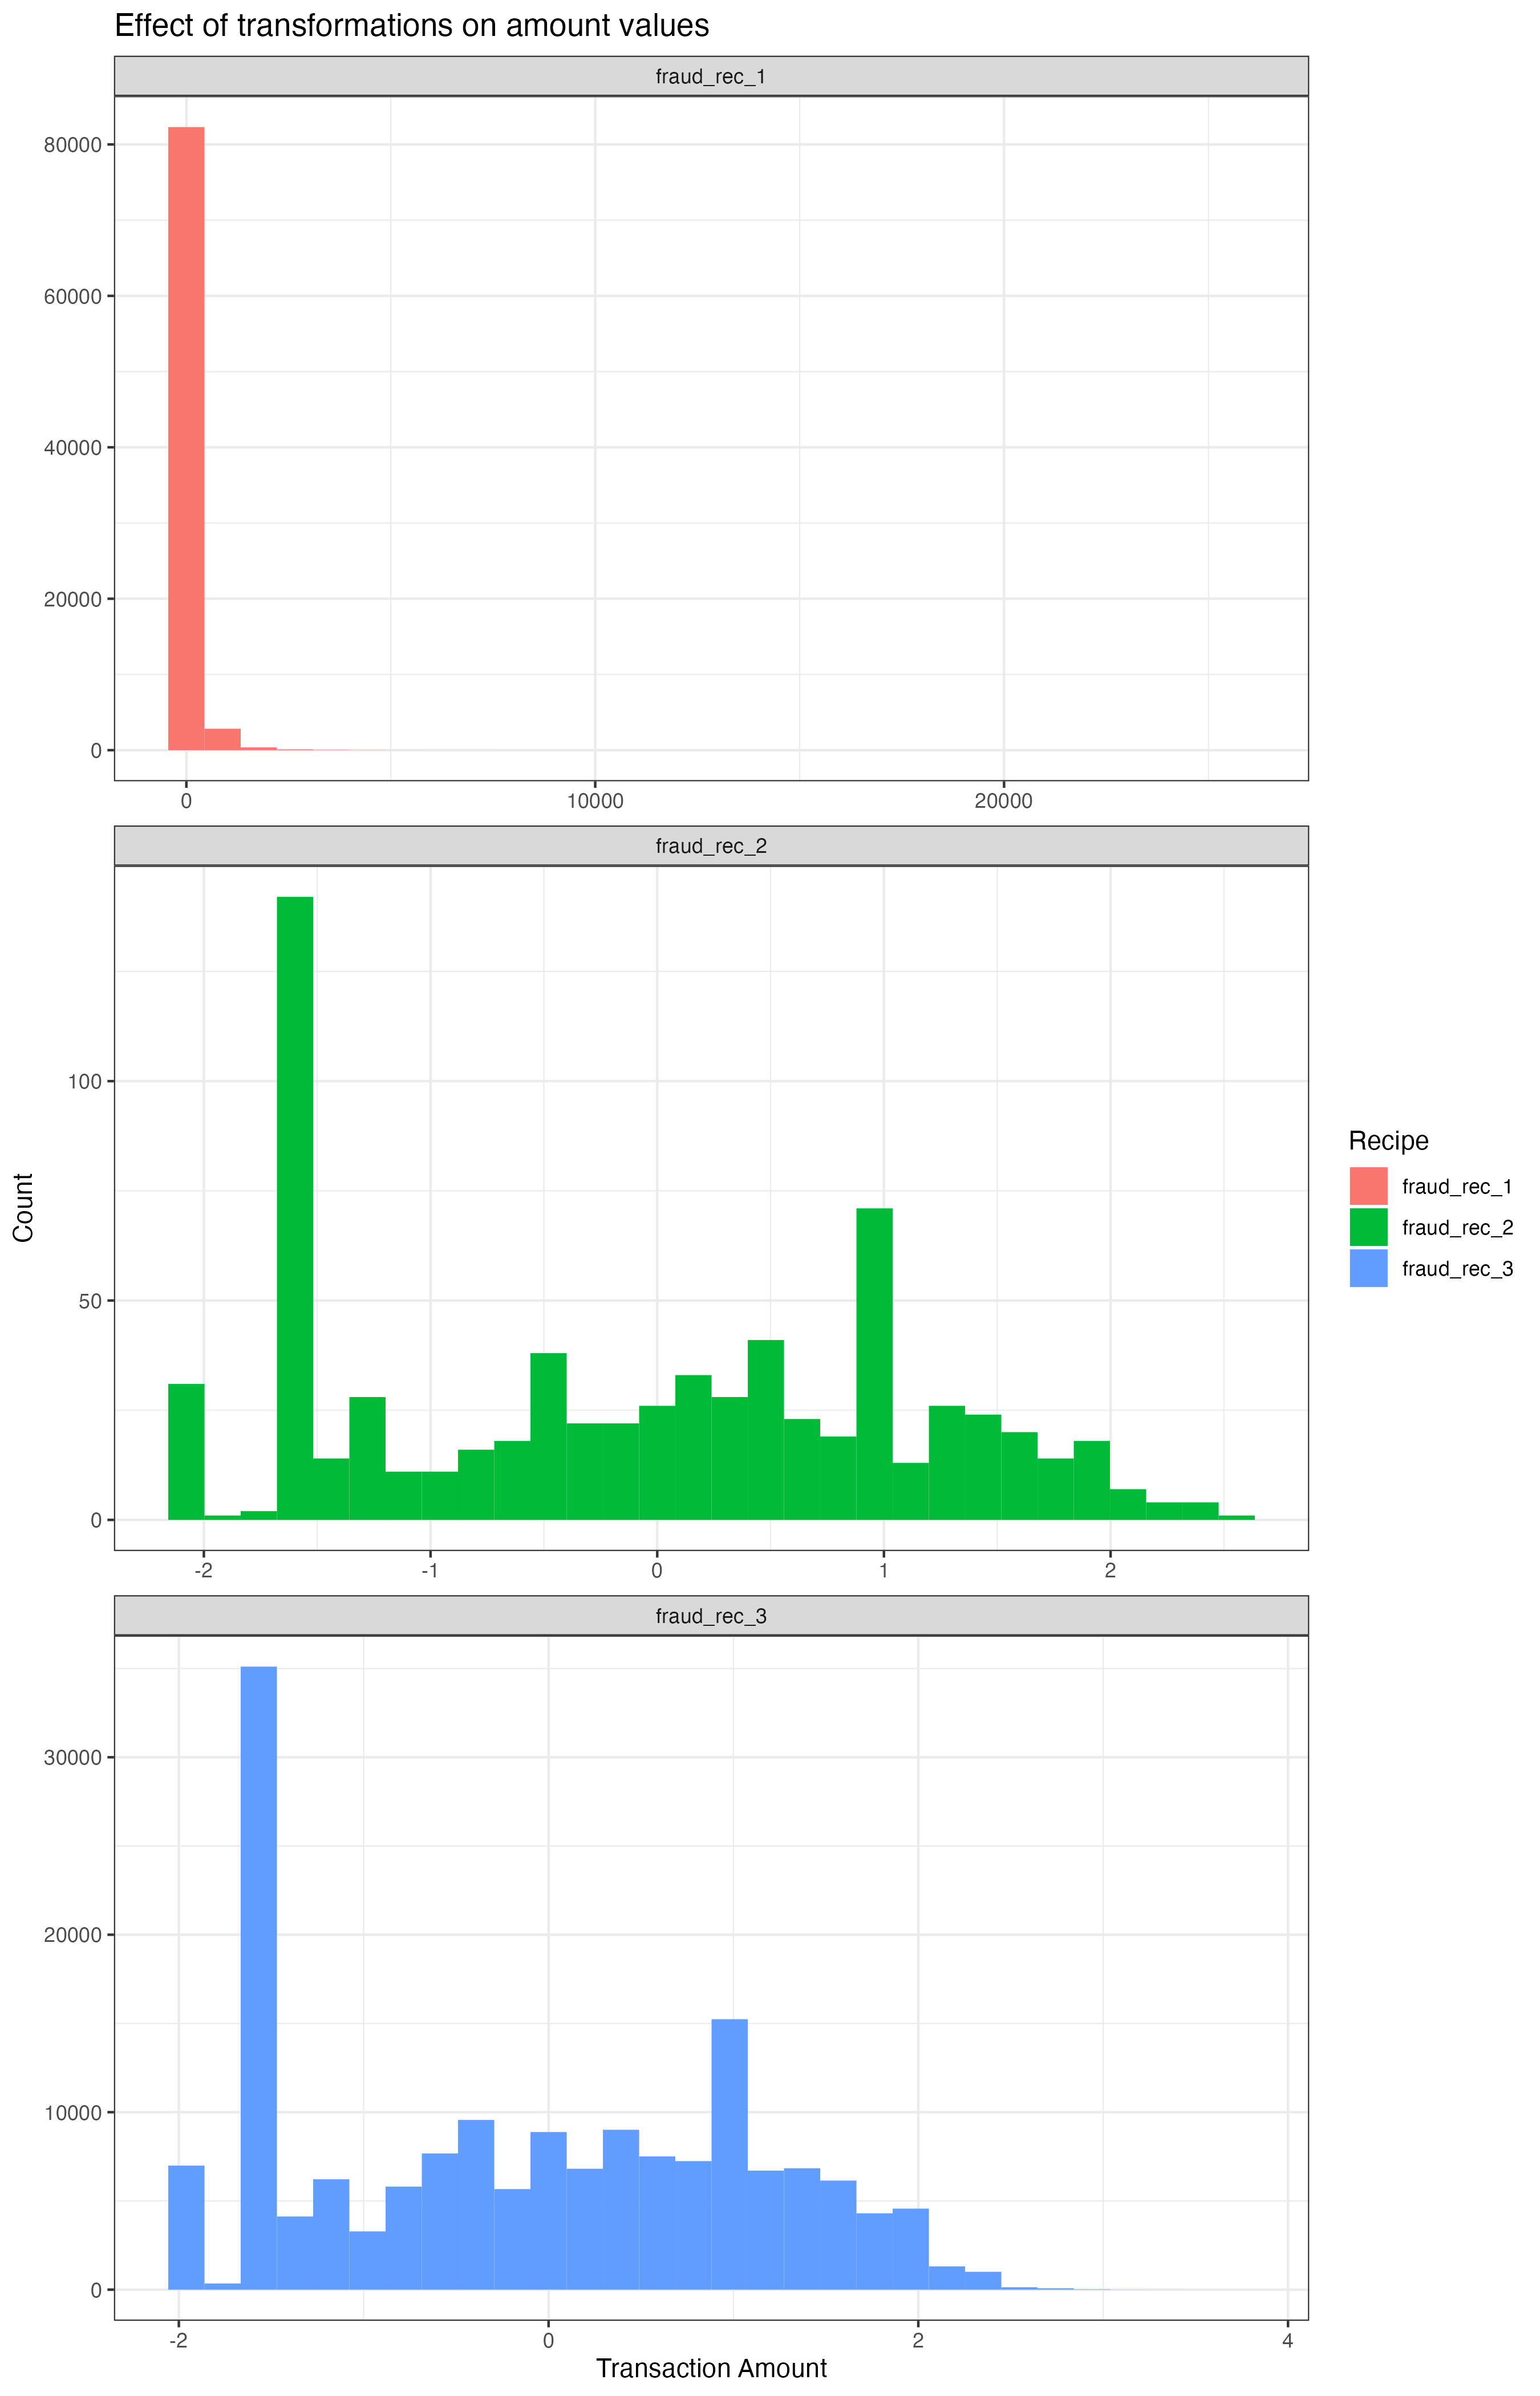 Effect of transformations on amount values
fraud_rec_1
80000
60000
40000
20000
0
0 10000 20000
fraud_rec_2
100
50
0
-2 -1 0 1 2
fraud_rec_3
30000
20000
10000
0
-2 0 2 4
Transaction Amount
Count
Recipe
fraud_rec_1
fraud_rec_2
fraud_rec_3